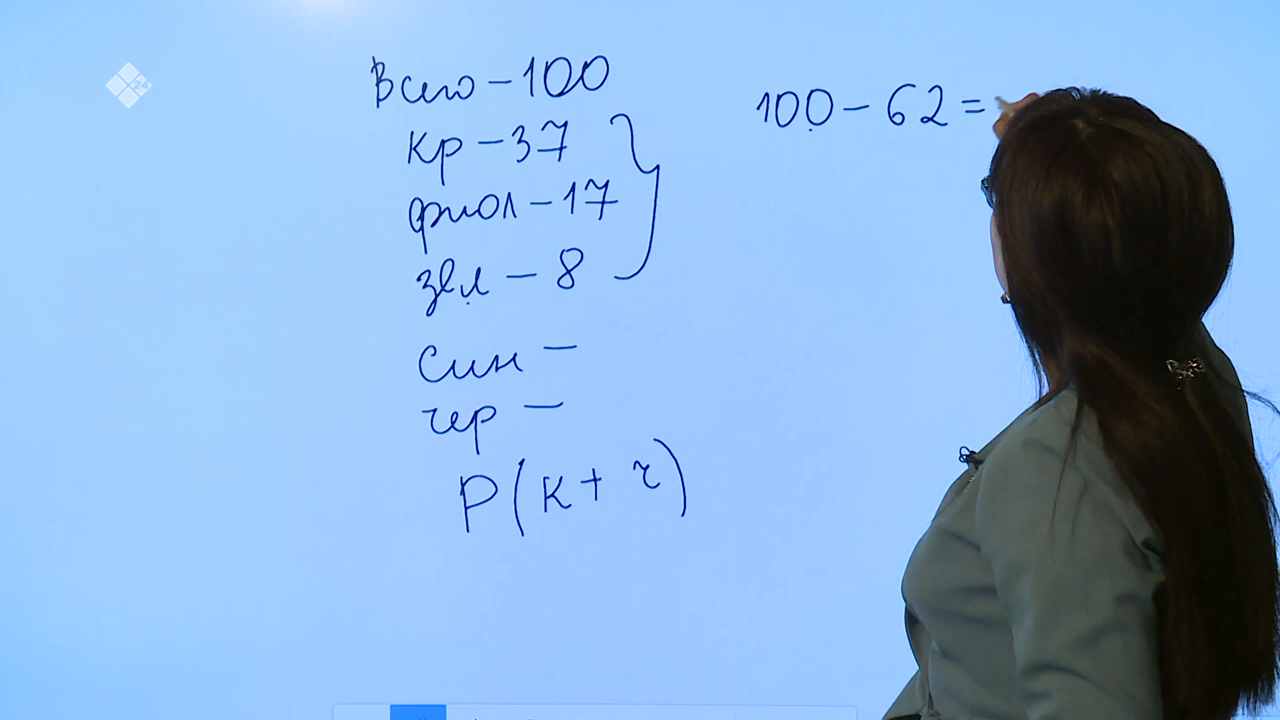 Всего - 100
кр - 37
фиол - 17
зел - 8
син -
чер -
P(к + ч)
100 - 62 =